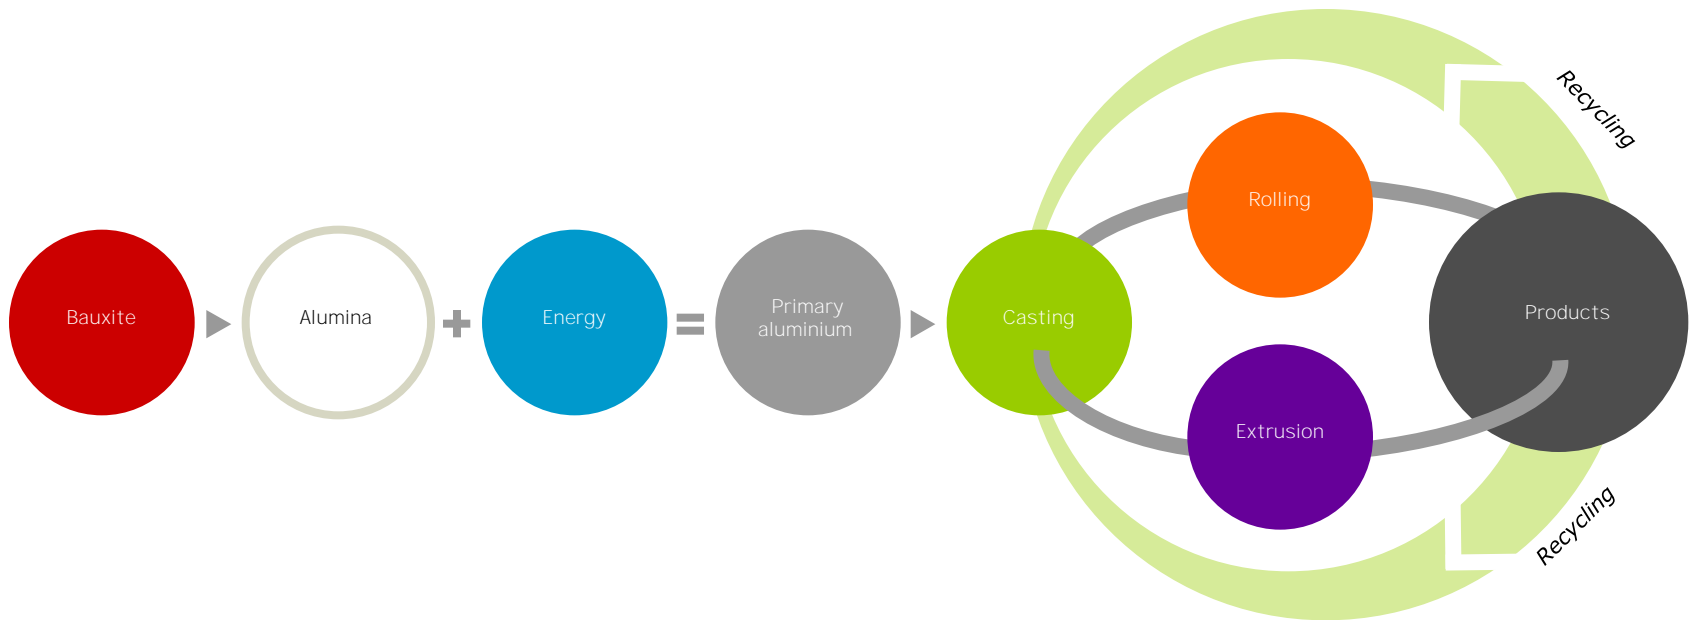 Bauxite
Alumina
Energy
Primary
aluminium
Casting
Rolling
Extrusion
Products
Recycling
Recycling